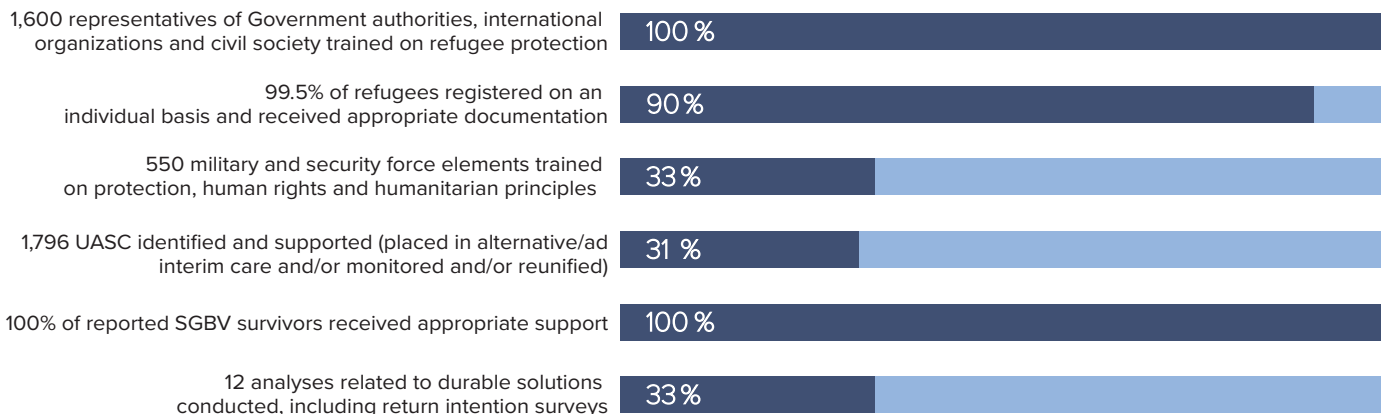 1,600 representatives of Government authorities, international
organizations and civil society trained on refugee protection
100 %
99.5% of refugees registered on an
individual basis and received appropriate documentation
90 %
550 military and security force elements trained
on protection, human rights and humanitarian principles
33 %
1,796 UASC identified and supported (placed in alternative/ad
interim care and/or monitored and/or reunified)
31 %
100% of reported SGBV survivors received appropriate support
100 %
12 analyses related to durable solutions
conducted, including return intention surveys
33 %